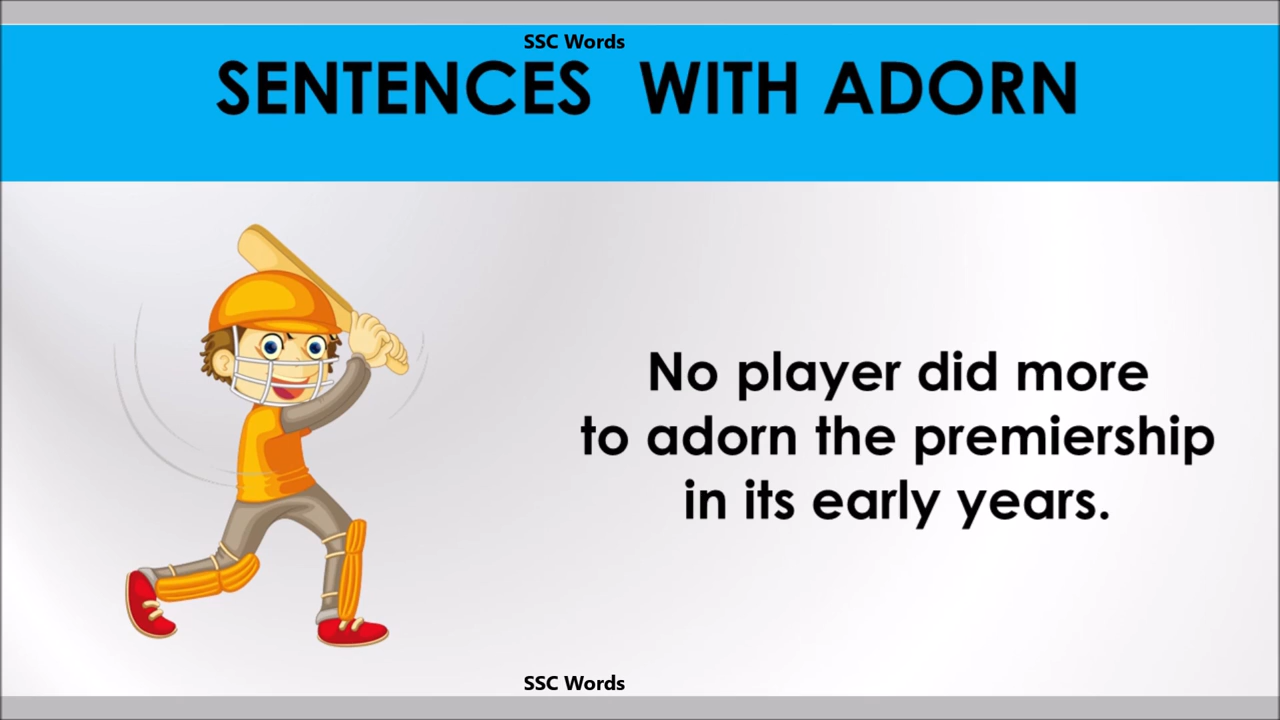 SSC Words
SENTENCES WITH ADORN
No player did more
to adorn the premiership
in its early years.
SSC Words